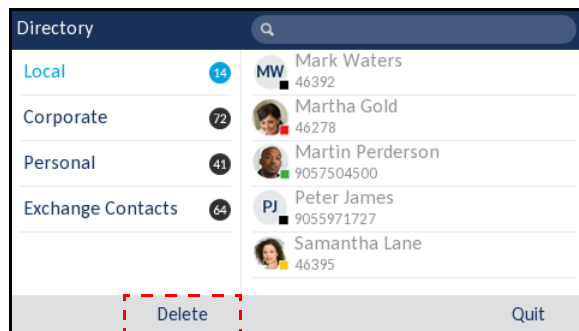 Directory
Local 14
Corporate 72
Personal 41
Exchange Contacts 64
MW Mark Waters
46392
Martha Gold
46278
Martin Perderson
9057504500
PJ Peter James
9055971727
Samantha Lane
46395
Delete Quit